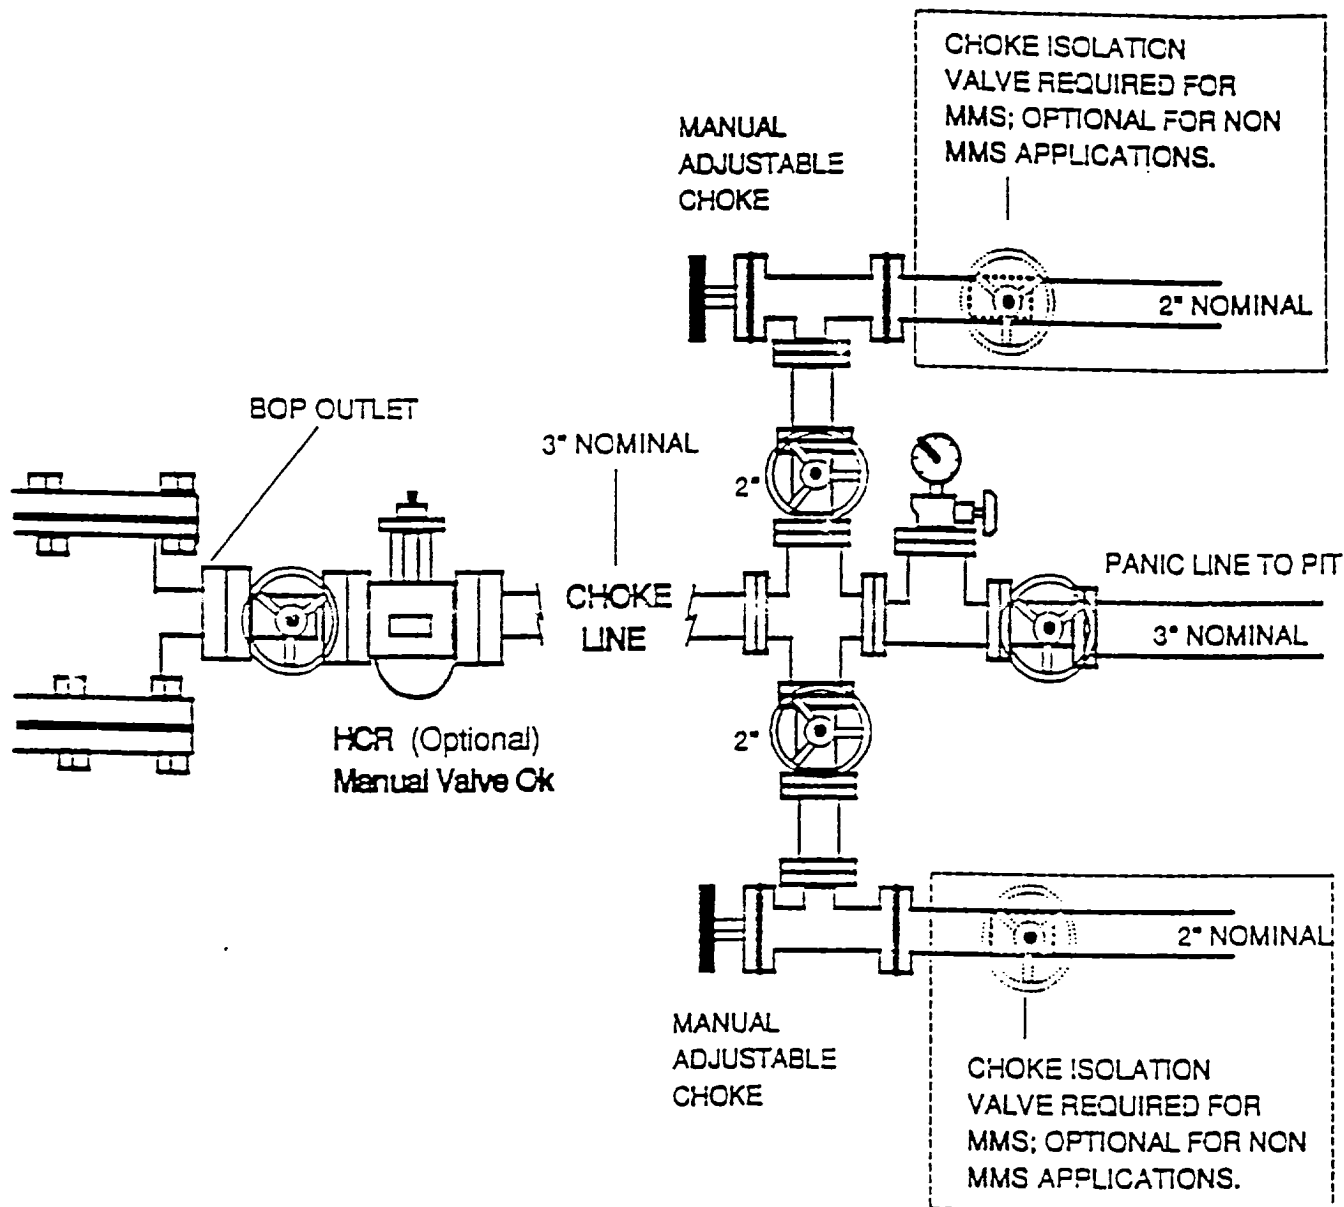 CHOKE ISOLATION
VALVE REQUIRED FOR
MMS; OPTIONAL FOR NON
MMS APPLICATIONS.
MANUAL
ADJUSTABLE
CHOKE
2" NOMINAL
BOP OUTLET
3" NOMINAL
2"
PANIC LINE TO PIT
CHOKE
LINE
3" NOMINAL
HCR (Optional)
Manual Valve Ok
2"
2" NOMINAL
MANUAL
ADJUSTABLE
CHOKE
CHOKE ISOLATION
VALVE REQUIRED FOR
MMS; OPTIONAL FOR NON
MMS APPLICATIONS.